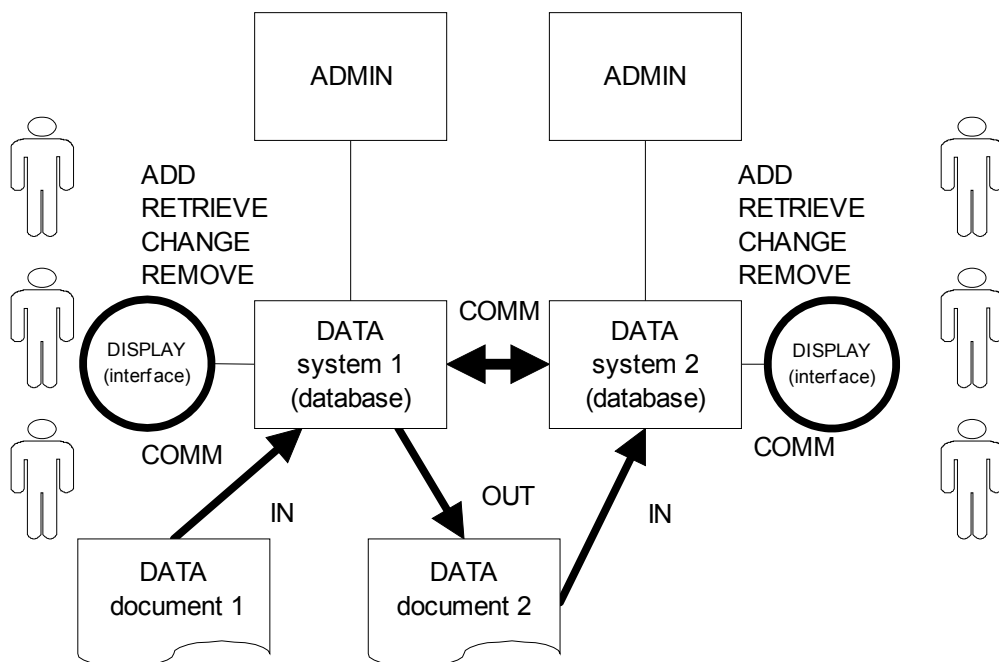 ADMIN
ADMIN
ADD
RETRIEVE
CHANGE
REMOVE
ADD
RETRIEVE
CHANGE
REMOVE
DISPLAY
(interface)
DATA
system 1
(database)
COMM
DATA
system 2
(database)
DISPLAY
(interface)
COMM
COMM
IN
OUT
IN
DATA
document 1
DATA
document 2